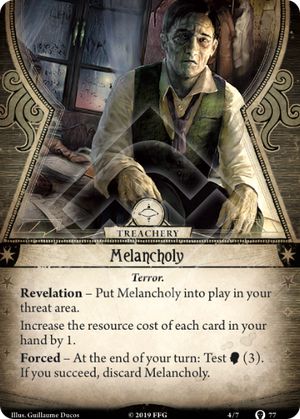 TREACHERY
Melancholy
Terror.
Revelation – Put Melancholy into play in your
threat area.
Increase the resource cost of each card in your
hand by 1.
Forced – At the end of your turn: Test (3).
If you succeed, discard Melancholy.
Illus. Guillaume Ducos © 2019 FFG 4/7 77